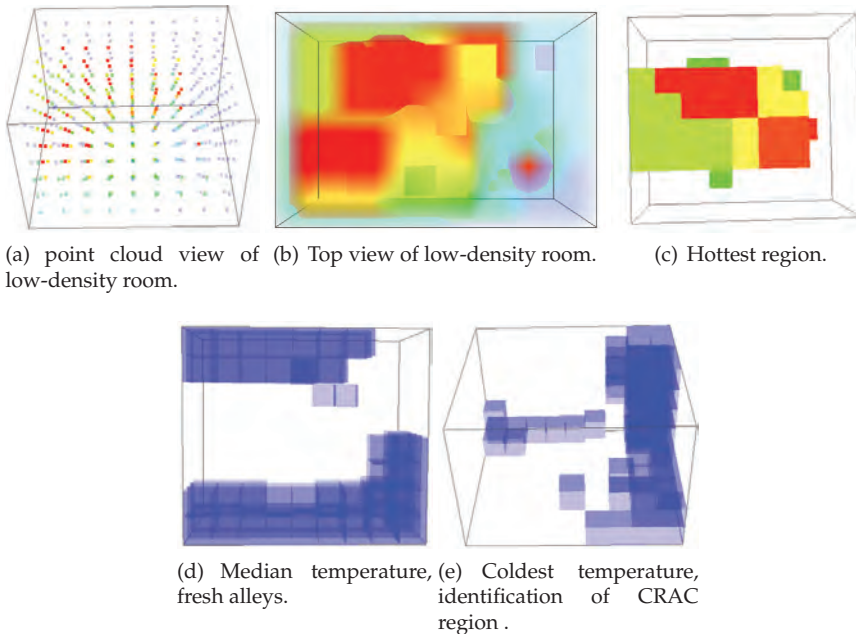 (a) point cloud view of low-density room.
(b) Top view of low-density room.
(c) Hottest region.
(d) Median temperature, fresh alleys.
(e) Coldest temperature, identification of CRAC region .